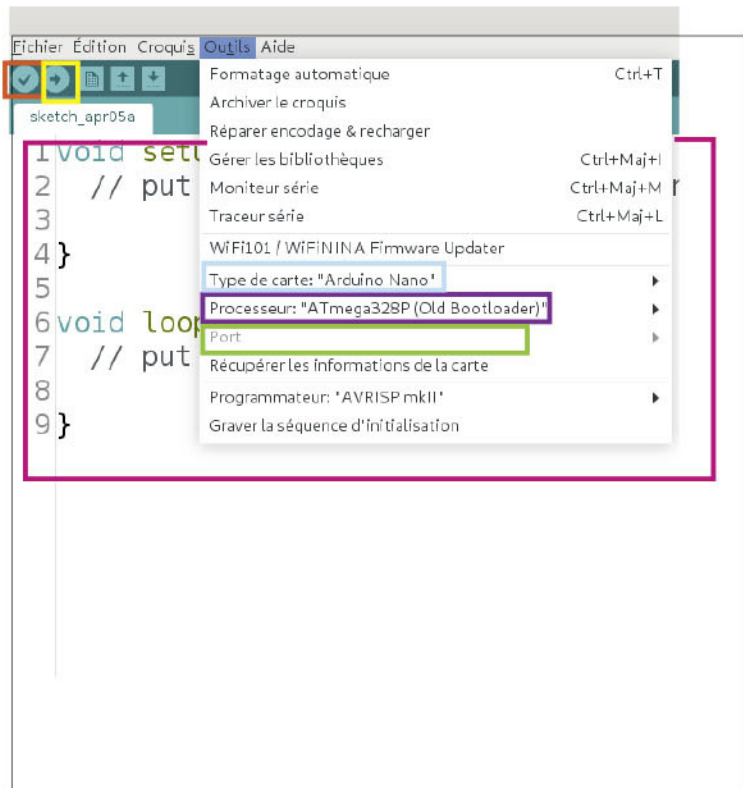 Fichier Édition Croquis Outils Aide
sketch_apr05a
Formatage automatique Ctrl+T
Archiver le croquis
Réparer encodage & recharger
Gérer les bibliothèques Ctrl+Maj+I
Moniteur série Ctrl+Maj+M
Traceur série Ctrl+Maj+L
WiFi101 / WiFiNINA Firmware Updater
Type de carte: "Arduino Nano"
Processeur: "ATmega328P (Old Bootloader)"
Port
Récupérer les informations de la carte
Programmateur: "AVRISP mkII"
Graver la séquence d'initialisation
1 void setu
2 // put r
3
4 }
5
6 void loop
7 // put
8
9 }